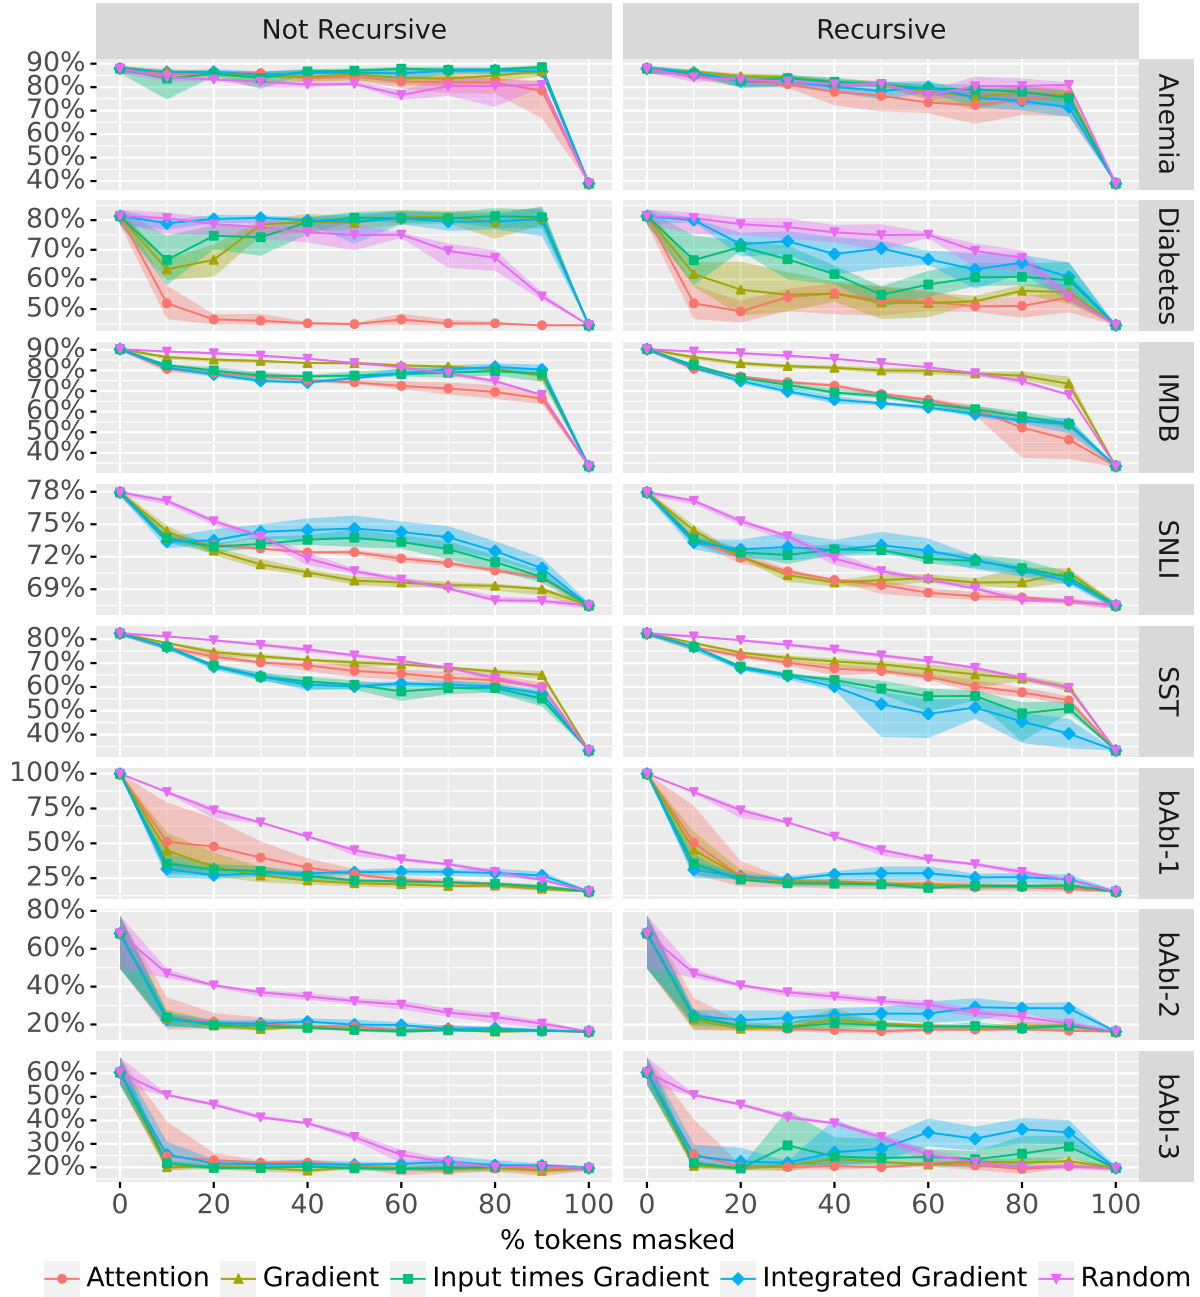 Not Recursive
Recursive
90%
80%
70%
60%
50%
40%
Anemia
80%
70%
60%
50%
Diabetes
90%
80%
70%
60%
50%
40%
IMDB
78%
75%
72%
69%
SNLI
80%
70%
60%
50%
40%
SST
100%
75%
50%
25%
bAbI-1
80%
60%
40%
20%
bAbI-2
60%
50%
40%
30%
20%
bAbI-3
0 20 40 60 80 100 0 20 40 60 80 100
% tokens masked
Attention Gradient Input times Gradient Integrated Gradient Random